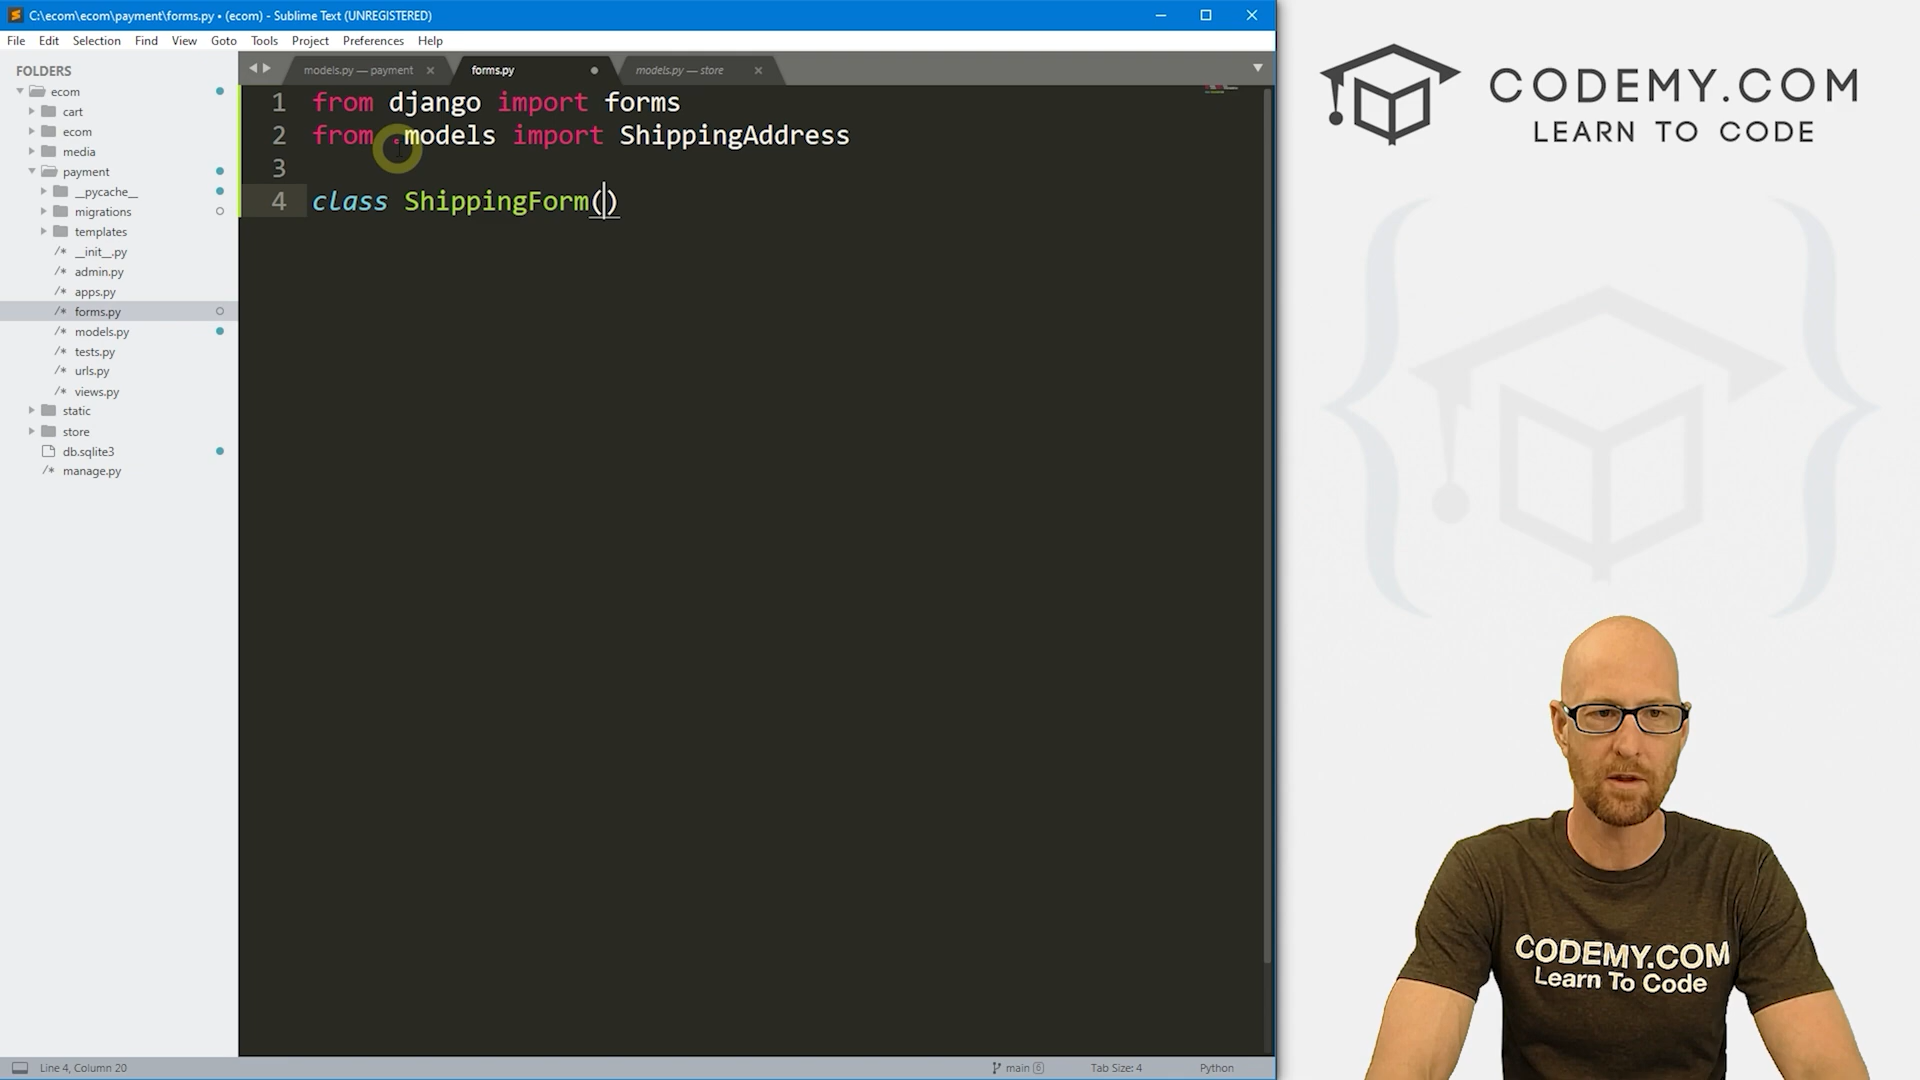 C:\ecom\ecom\payment\forms.py • (ecom) - Sublime Text (UNREGISTERED)
File Edit Selection Find View Goto Tools Project Preferences Help
FOLDERS
ecom
cart
ecom
media
payment
__pycache__
migrations
templates
__init__.py
admin.py
apps.py
forms.py
models.py
tests.py
urls.py
views.py
static
store
db.sqlite3
manage.py
models.py — payment
forms.py
models.py — store
1 from django import forms
2 from .models import ShippingAddress
3
4 class ShippingForm()
Line 4, Column 20
main 6
Tab Size: 4
Python
CODEMY.COM
LEARN TO CODE
CODEMY.COM
Learn To Code